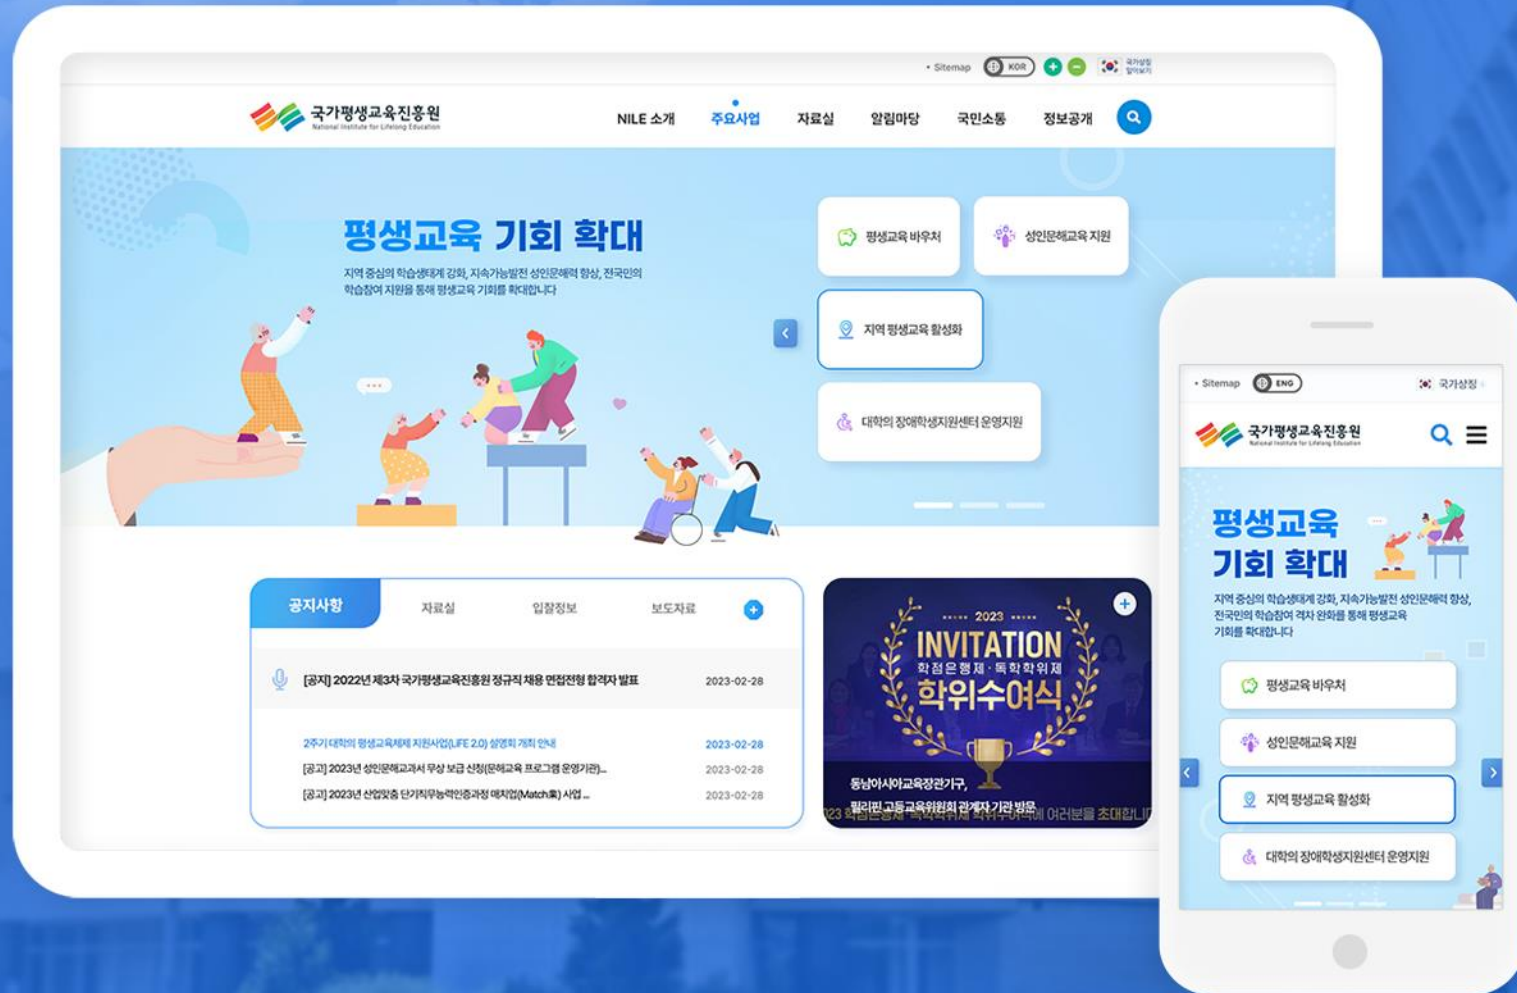 • Sitemap
KOR
국가상징
알아보기
국가평생교육진흥원
National Institute for Lifelong Education
NILE 소개
주요사업
자료실
알림마당
국민소통
정보공개
평생교육 기회 확대
지역 중심의 학습생태계 강화, 지속가능발전 성인문해력 향상, 전국민의
학습참여 지원을 통해 평생교육 기회를 확대합니다
평생교육 바우처
성인문해교육 지원
지역 평생교육 활성화
대학의 장애학생지원센터 운영지원
공지사항
자료실
입찰정보
보도자료
[공지] 2022년 제3차 국가평생교육진흥원 정규직 채용 면접전형 합격자 발표
2023-02-28
2주기 대학의 평생교육체제 지원사업(LiFE 2.0) 설명회 개최 안내
2023-02-28
[공고] 2023년 성인문해교과서 무상 보급 신청(문해교육 프로그램 운영기관)...
2023-02-28
[공고] 2023년 산업맞춤 단기직무능력인증과정 매치업(Match業) 사업 ...
2023-02-28
2023
INVITATION
학점은행제·독학학위제
학위수여식
동남아시아교육장관기구,
필리핀 고등교육위원회 관계자 기관 방문
여러분을 초대합니다
• Sitemap
ENG
국가상징
국가평생교육진흥원
National Institute for Lifelong Education
평생교육
기회 확대
지역 중심의 학습생태계 강화, 지속가능발전 성인문해력 향상,
전국민의 학습참여 격차 완화를 통해 평생교육
기회를 확대합니다
평생교육 바우처
성인문해교육 지원
지역 평생교육 활성화
대학의 장애학생지원센터 운영지원